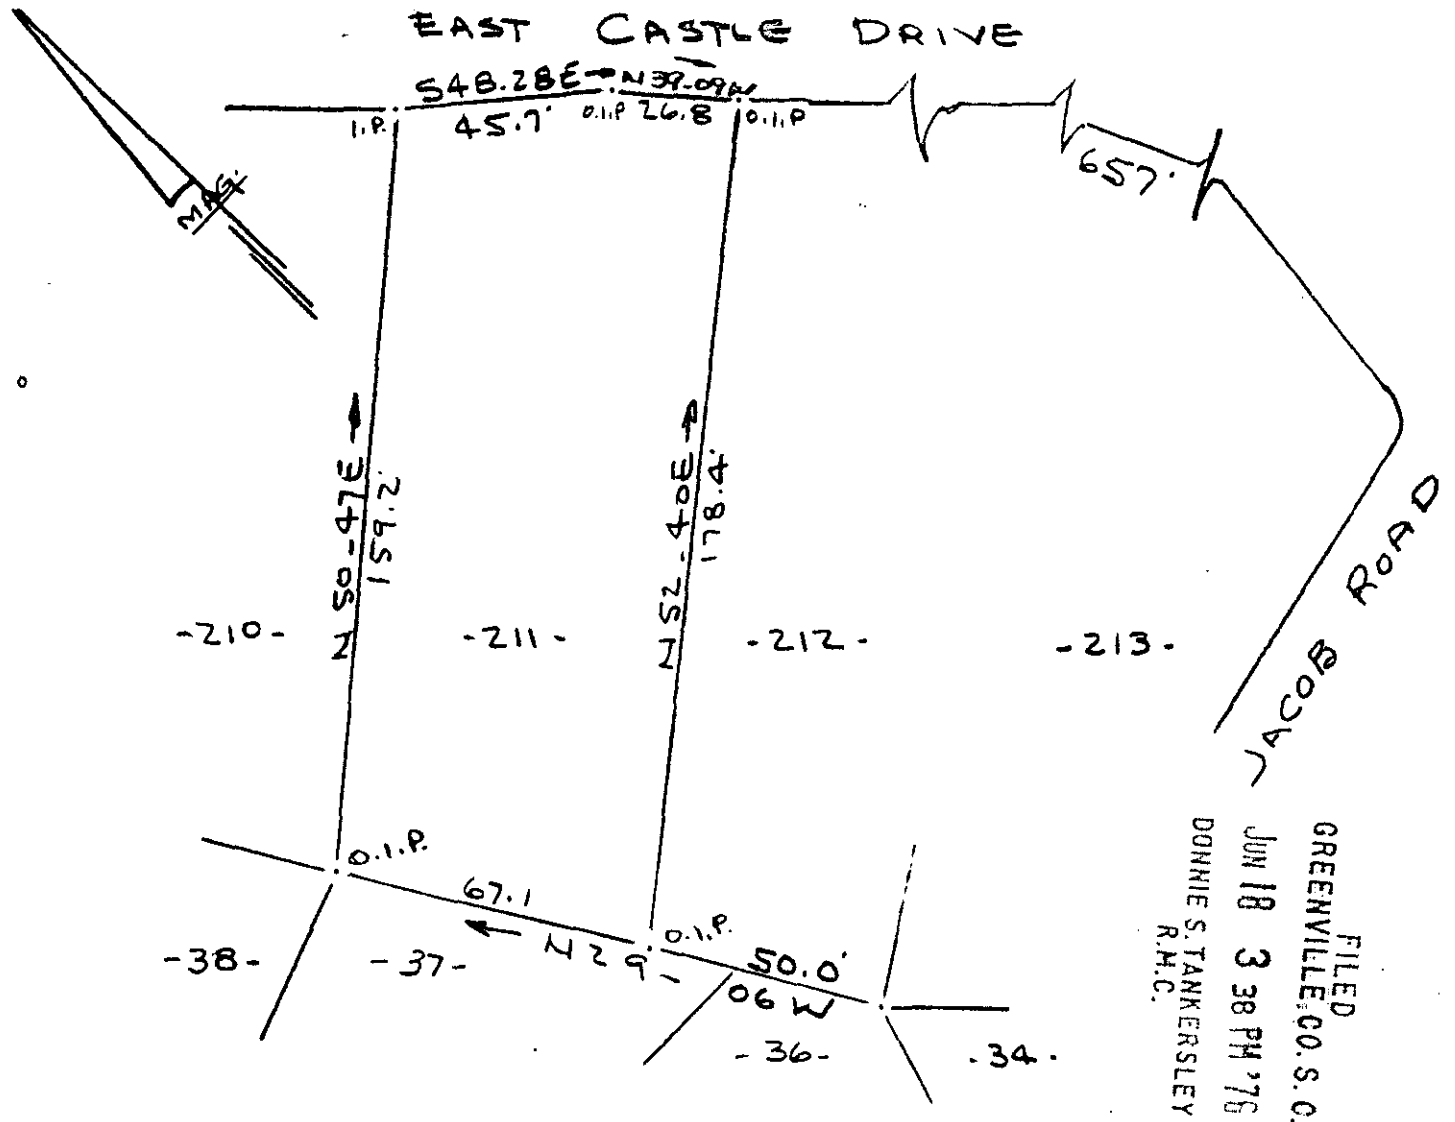 EAST CASTLE DRIVE
S48.28E N39.09W
I.P. 45.7' O.I.P 26.8 O.I.P
657'
MAG.
N 50-47E
159.2'
N 52-40E
178.4'
JACOB ROAD
-210- -211- -212- -213-
O.I.P.
67.1
N29-06W
O.I.P.
50.0'
-38- -37- -36- -34-
FILED
GREENVILLE.CO.S.C.
JUN 18 3 38 PM '76
DONNIE S. TANKERSLEY
R.M.C.